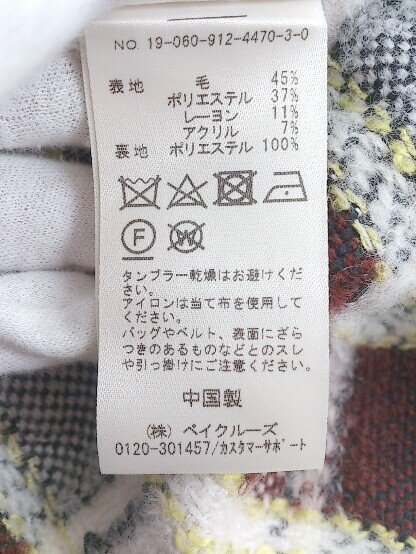 NO. 19-060-912-4470-3-0
表地 毛 45%
ポリエステル 37%
レーヨン 11%
アクリル 7%
裏地 ポリエステル 100%
F W
タンブラー乾燥はお避けくだ
さい。
アイロンは当て布を使用して
ください。
バッグやベルト、表面にざら
つきのあるものなどとのスレ
や引っ掛けにご注意ください。
中国製
(株) ベイクルーズ
0120-301457/カスタマーサポート